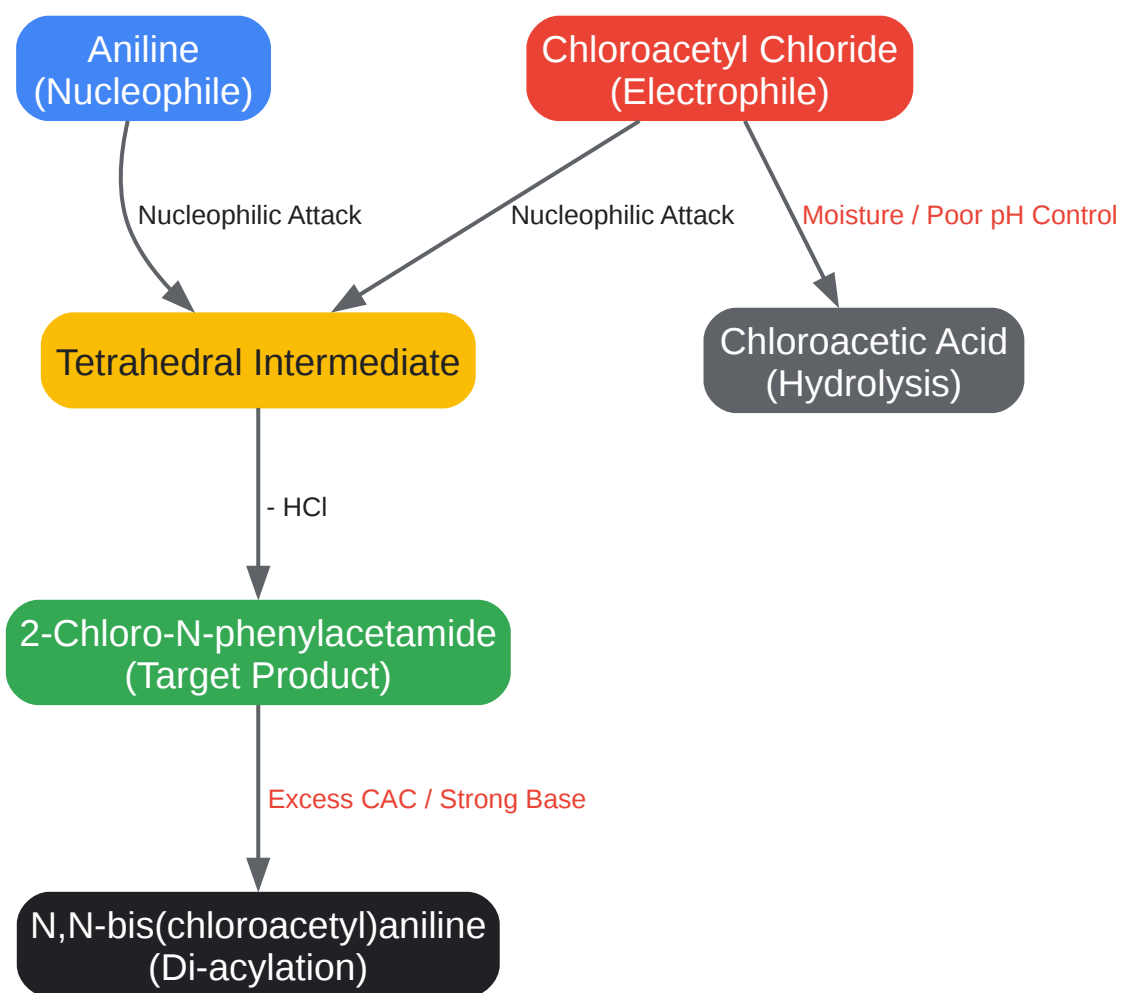 Aniline
(Nucleophile)
Chloroacetyl Chloride
(Electrophile)
Nucleophilic Attack
Nucleophilic Attack
Moisture / Poor pH Control
Tetrahedral Intermediate
Chloroacetic Acid
(Hydrolysis)
- HCl
2-Chloro-N-phenylacetamide
(Target Product)
Excess CAC / Strong Base
N,N-bis(chloroacetyl)aniline
(Di-acylation)